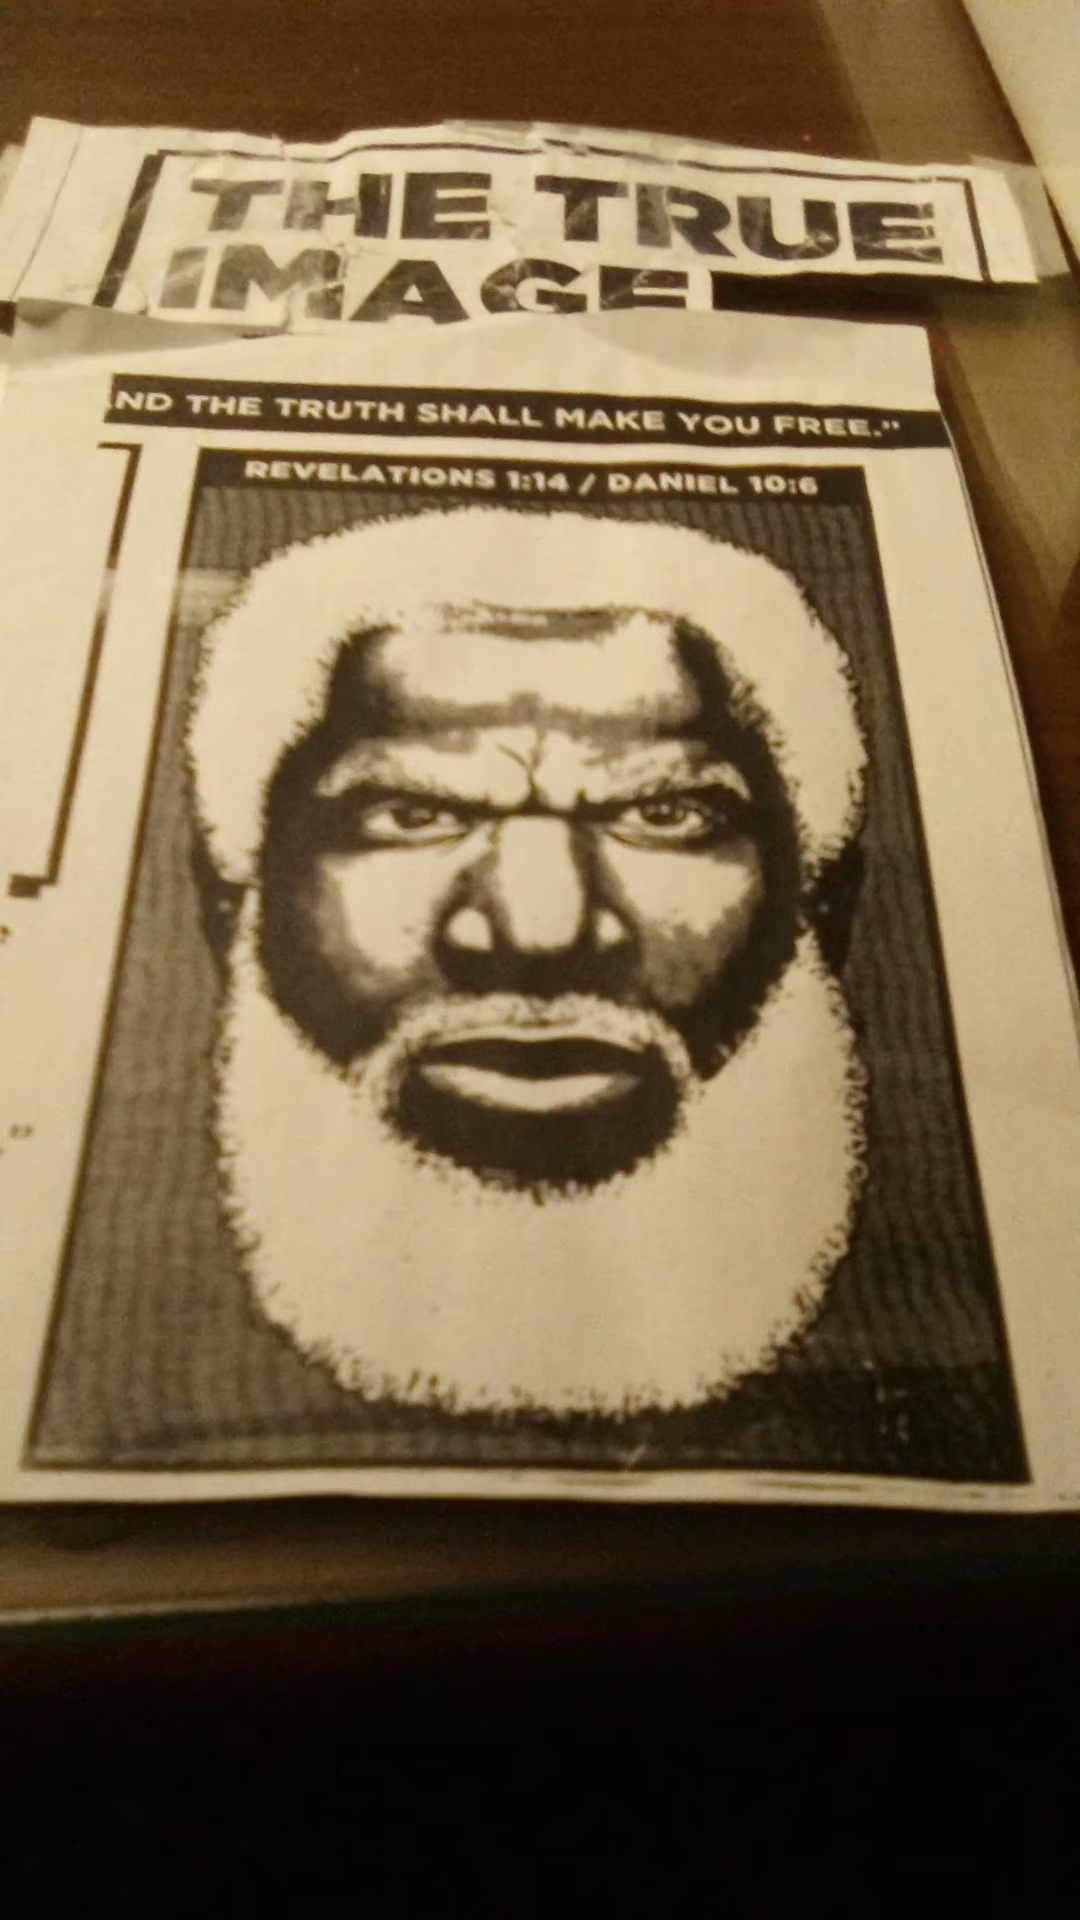 THE TRUE
IMAGE
ND THE TRUTH SHALL MAKE YOU FREE."
REVELATIONS 1:14 / DANIEL 10:6